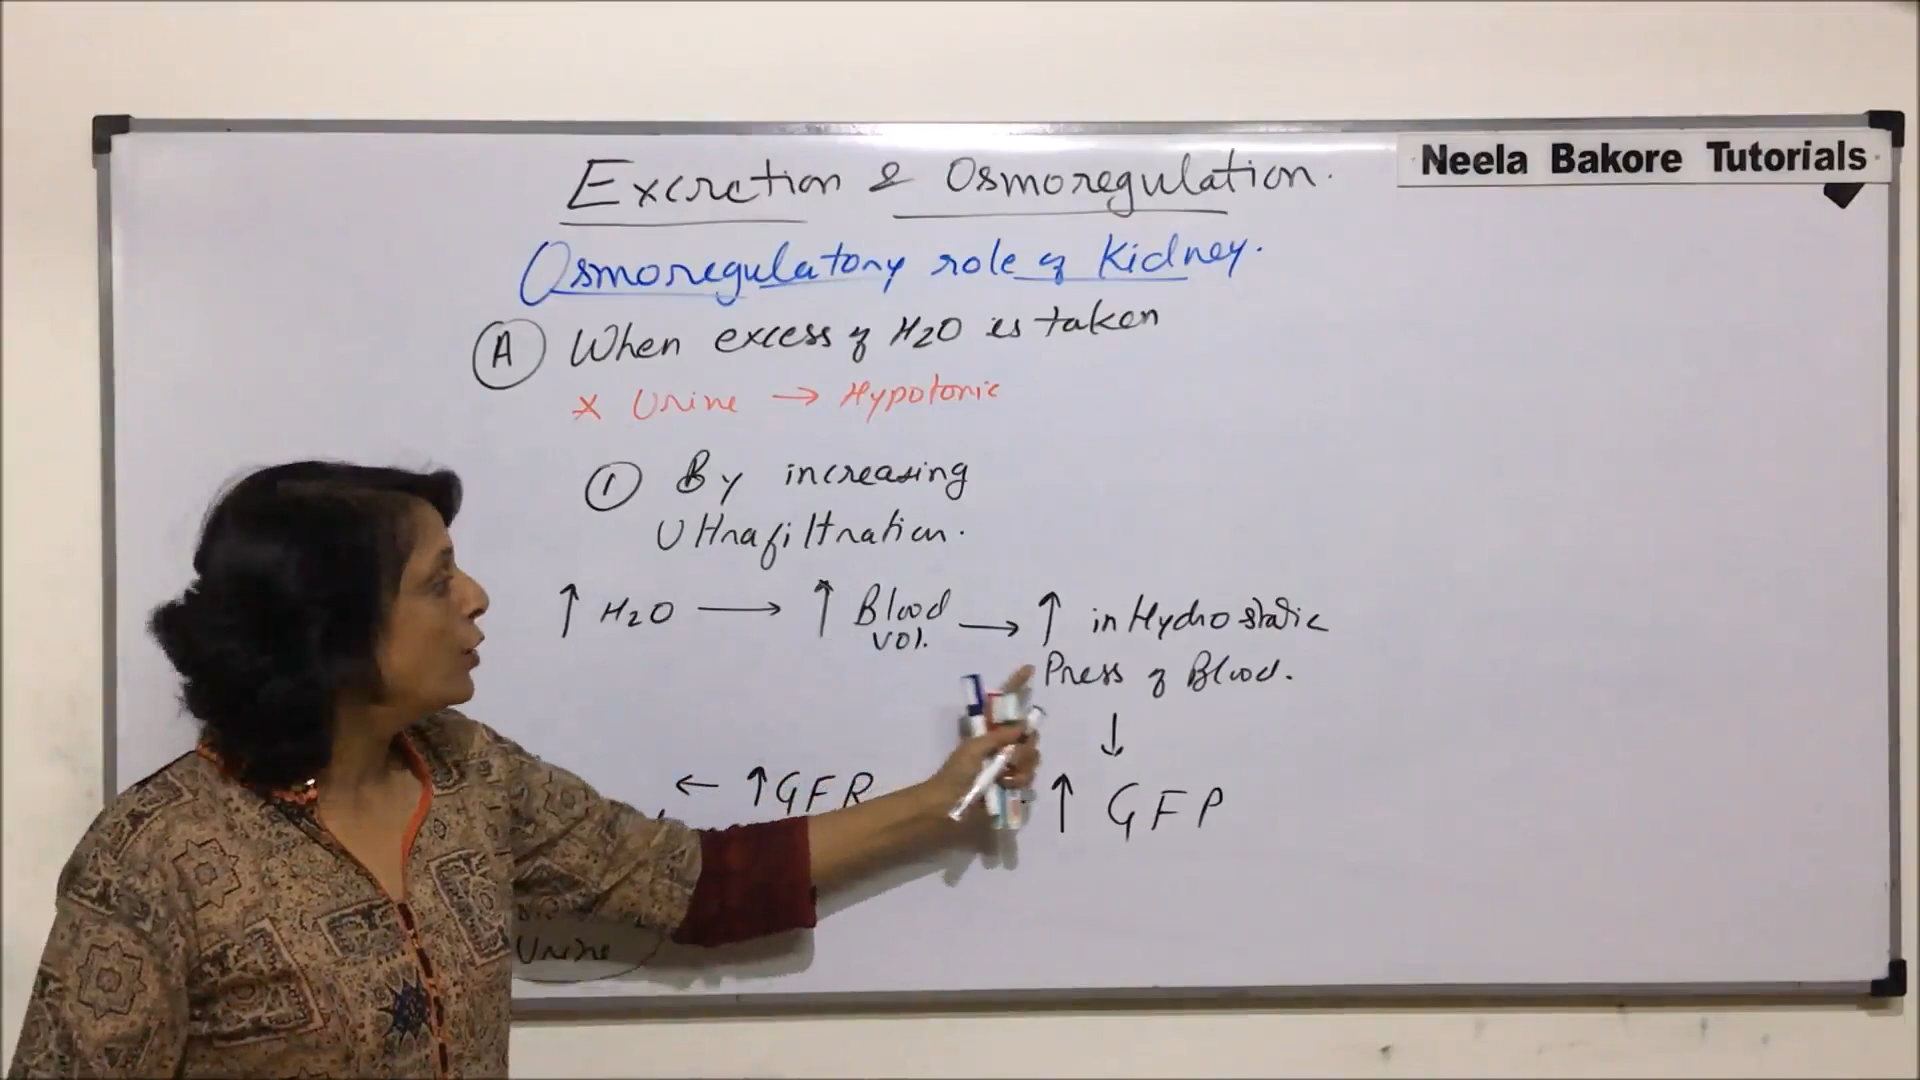 Neela Bakore Tutorials
Excretion & Osmoregulation.
Osmoregulatory role of Kidney.
A When excess of H2O is taken
x Urine → Hypotonic
1 By increasing
Ultrafiltration.
↑ H2O → ↑ Blood vol. → ↑ in Hydrostatic
Press of Blood.
↓
← ↑ GFR ↑ GFP
Urine